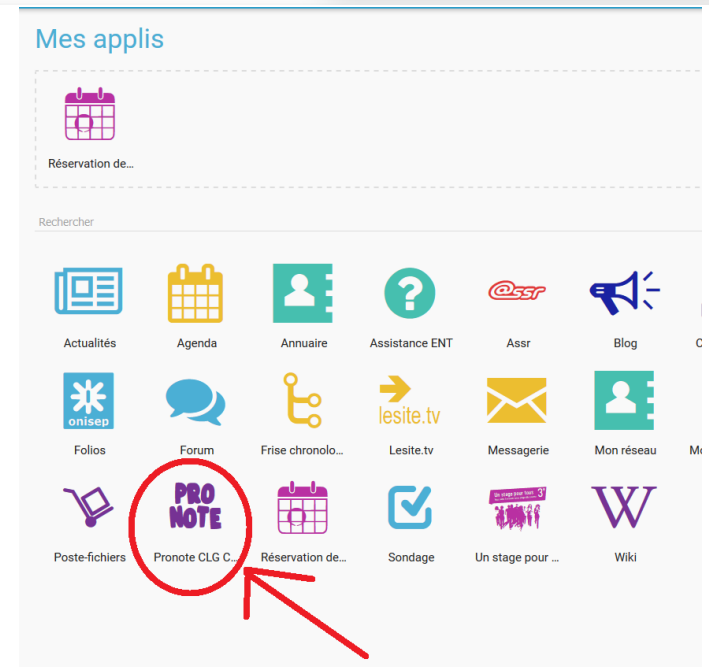 Mes applis
Réservation de...
Rechercher
Actualités
Agenda
Annuaire
Assistance ENT
@ssr
Assr
Blog
C
onisep
Folios
Forum
Frise chronolo...
lesite.tv
Lesite.tv
Messagerie
Mon réseau
Mo
Poste-fichiers
PRO
NOTE
Pronote CLG C...
Réservation de...
Sondage
Un stage pour tous 3e
Un stage pour ...
W
Wiki